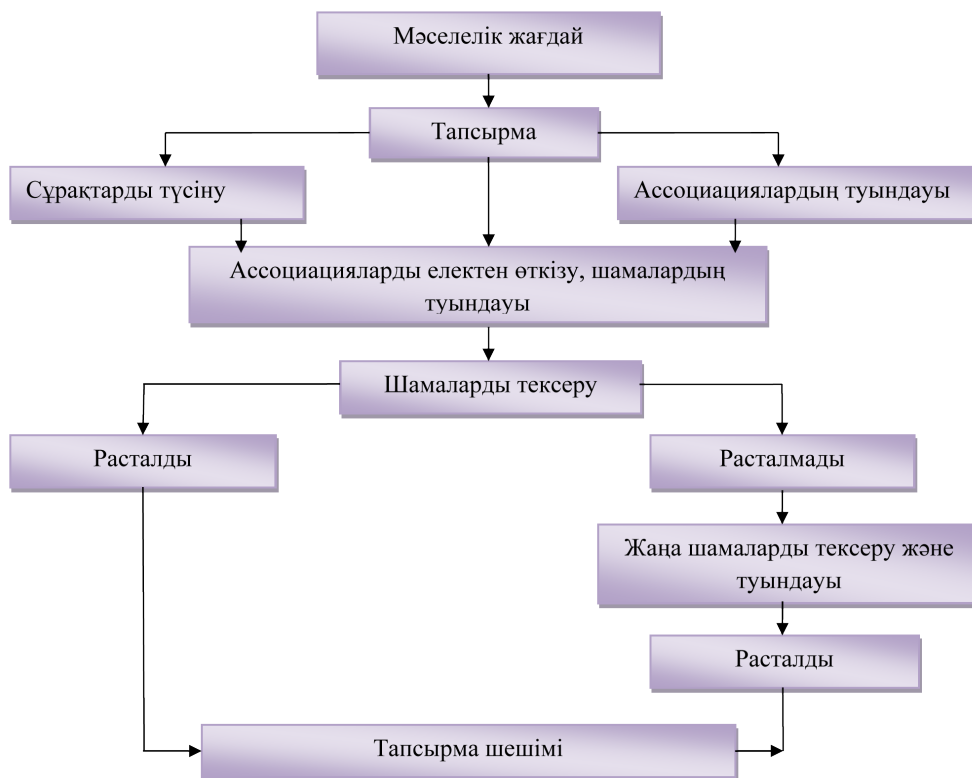 Мәселелік жағдай
Тапсырма
Сұрақтарды түсіну
Ассоциациялардың туындауы
Ассоциацияларды електен өткізу, шамалардың
туындауы
Шамаларды тексеру
Расталды
Расталмады
Жаңа шамаларды тексеру және
туындауы
Расталды
Тапсырма шешімі